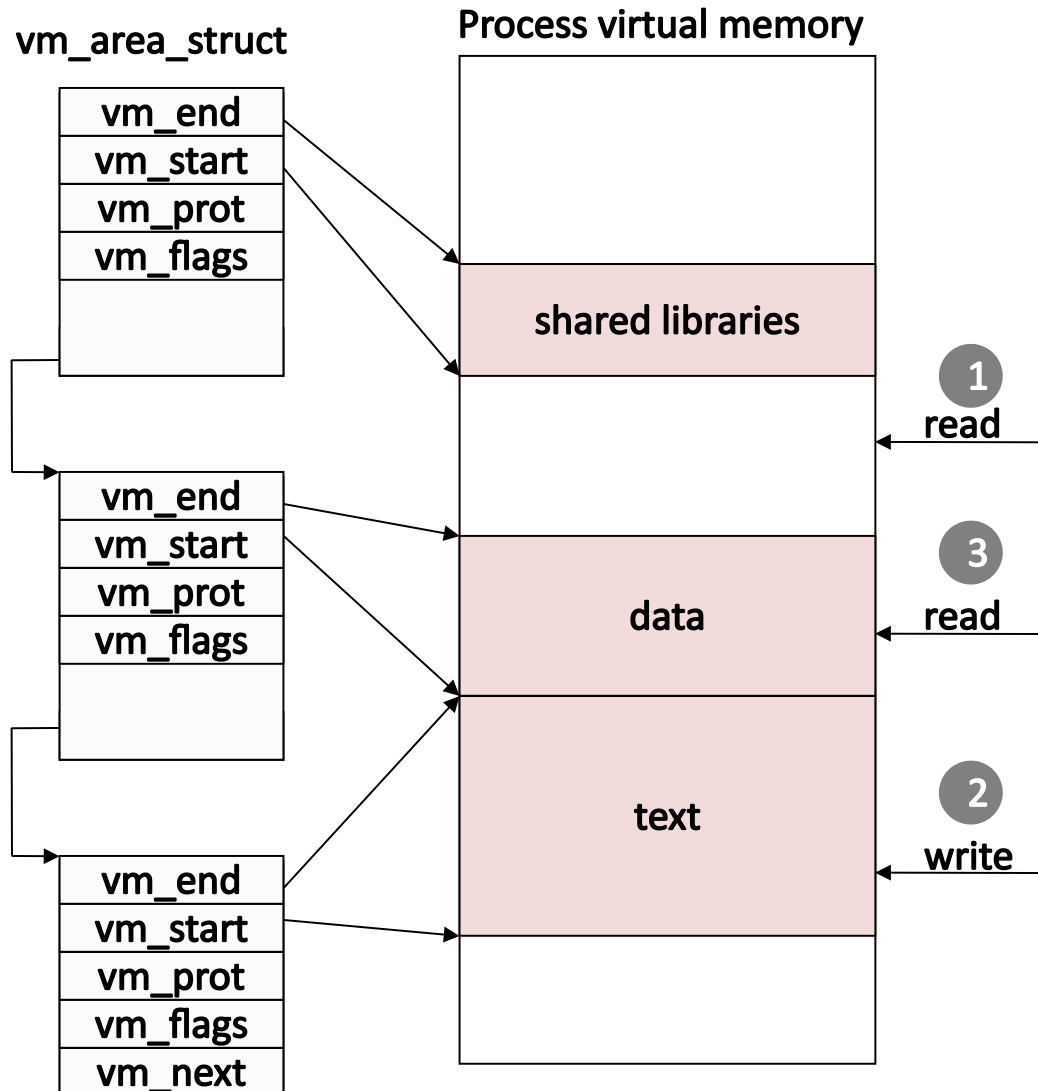 vm_area_struct
vm_end
vm_start
vm_prot
vm_flags
vm_end
vm_start
vm_prot
vm_flags
vm_end
vm_start
vm_prot
vm_flags
vm_next
Process virtual memory
shared libraries
data
text
1
read
3
read
2
write